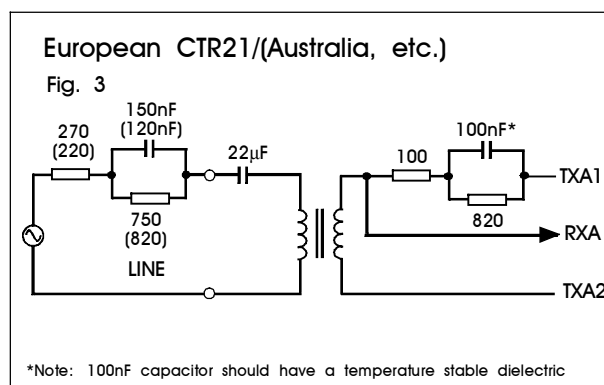 European CTR21/(Australia, etc.)
Fig. 3
270
(220)
150nF
(120nF)
22μF
750
(820)
LINE
100
100nF*
820
TXA1
RXA
TXA2
*Note: 100nF capacitor should have a temperature stable dielectric